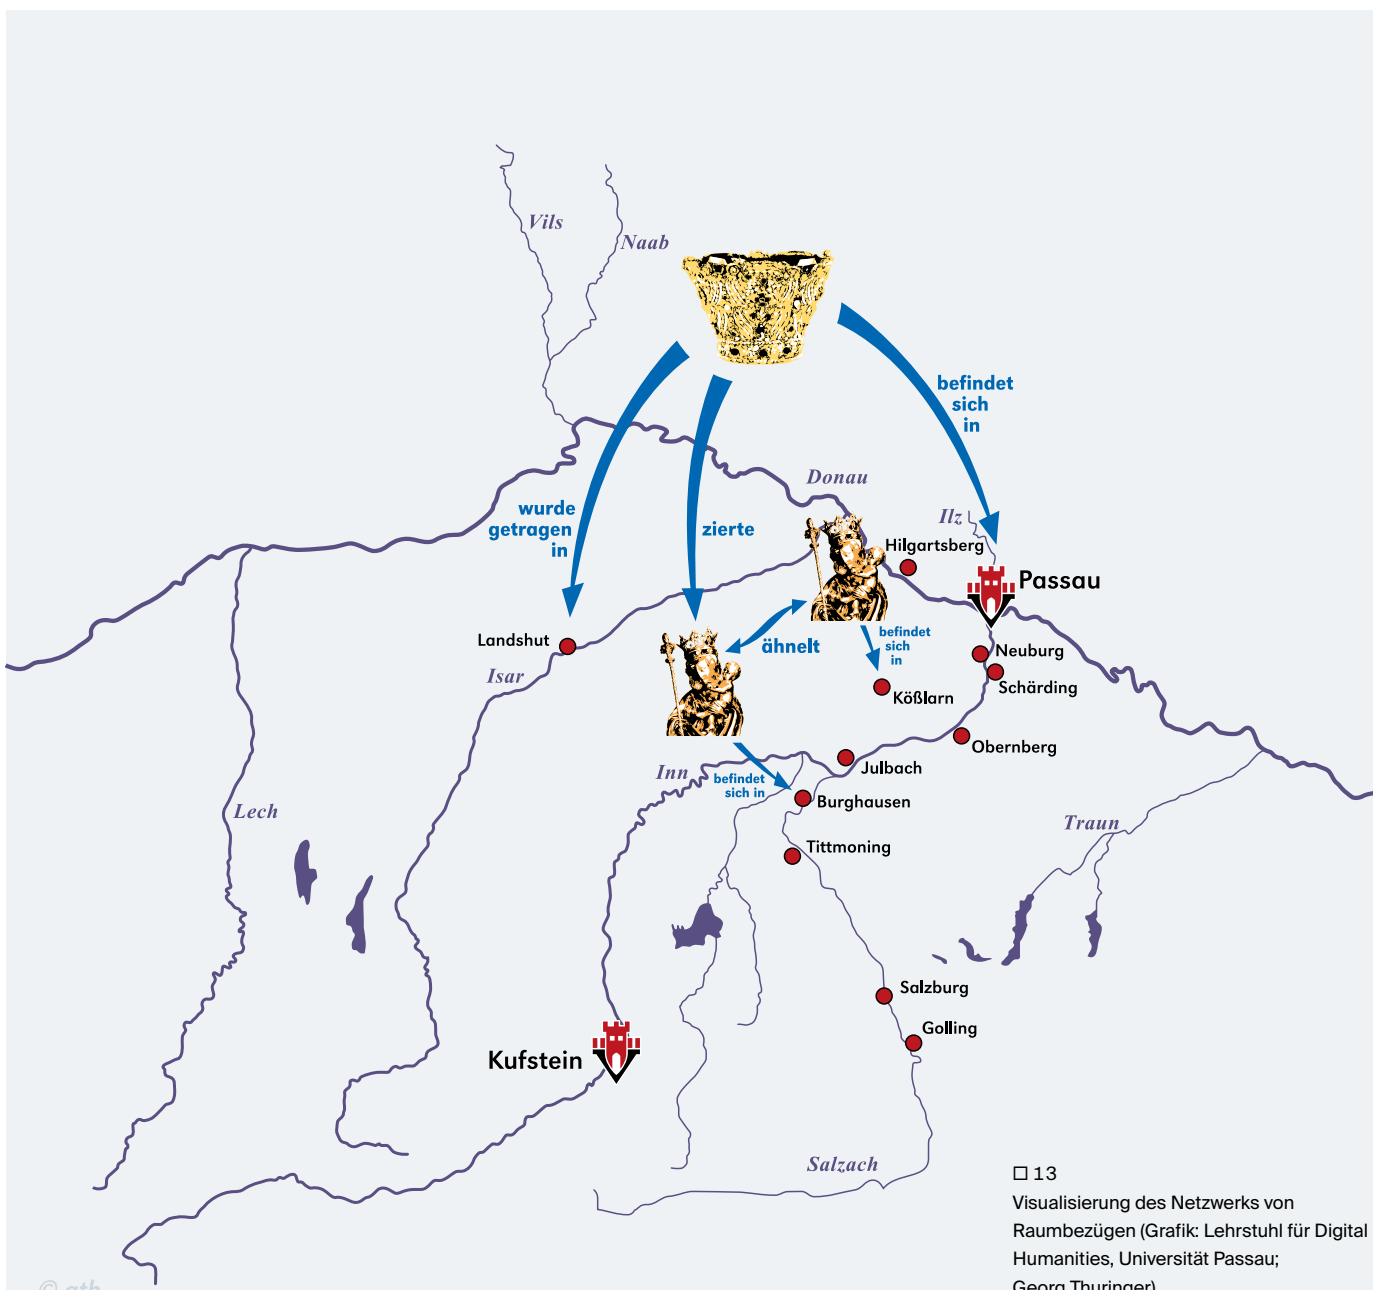 Vils
Naab
befindet
sich
in
Donau
wurde
getragen
in
zierte
Ilz
Hilgartsberg
Passau
Landshut
ähnelt
befindet
sich
in
Neuburg
Isar
Schärding
Kößlarn
Obernberg
Julbach
Inn
befindet
sich in
Burghausen
Lech
Traun
Tittmoning
Salzburg
Golling
Kufstein
Salzach
□ 13
Visualisierung des Netzwerks von
Raumbezügen (Grafik: Lehrstuhl für Digital
Humanities, Universität Passau;
Georg Thuringer)
© gth